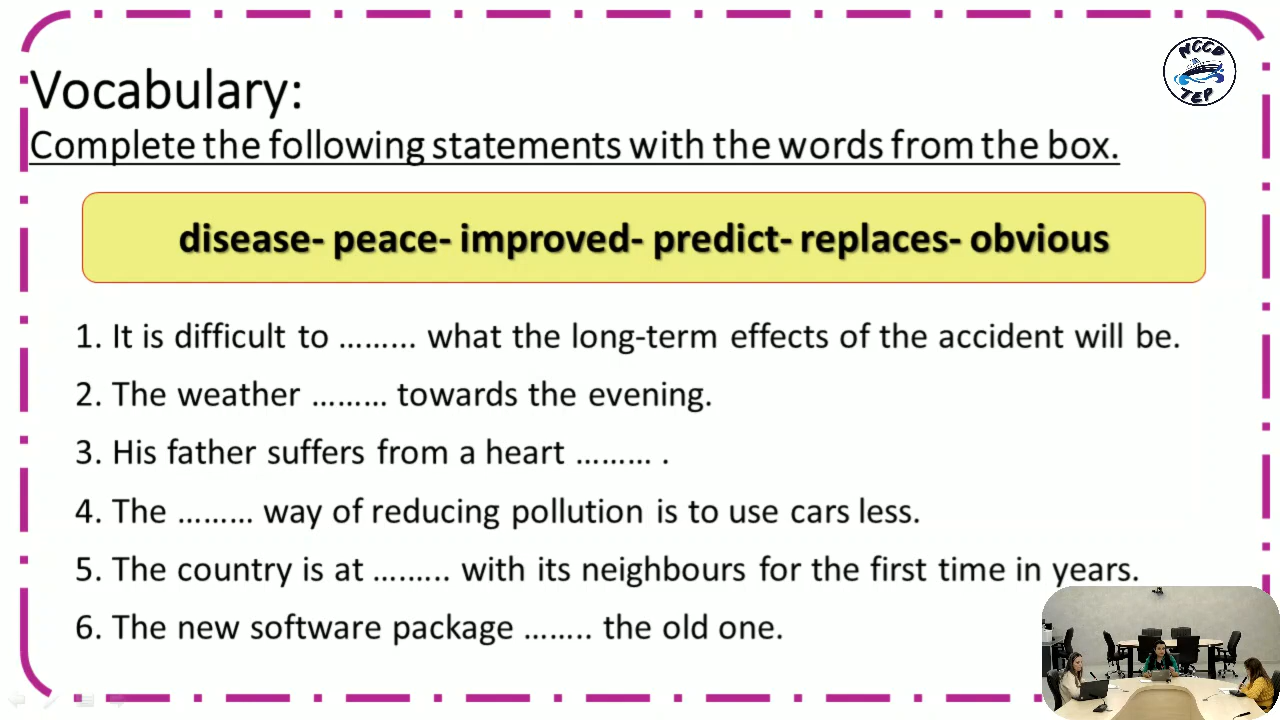 NCCD
TEP
Vocabulary:
Complete the following statements with the words from the box.
disease- peace- improved- predict- replaces- obvious
1. It is difficult to ......... what the long-term effects of the accident will be.
2. The weather ......... towards the evening.
3. His father suffers from a heart ......... .
4. The ......... way of reducing pollution is to use cars less.
5. The country is at ......... with its neighbours for the first time in years.
6. The new software package ........ the old one.